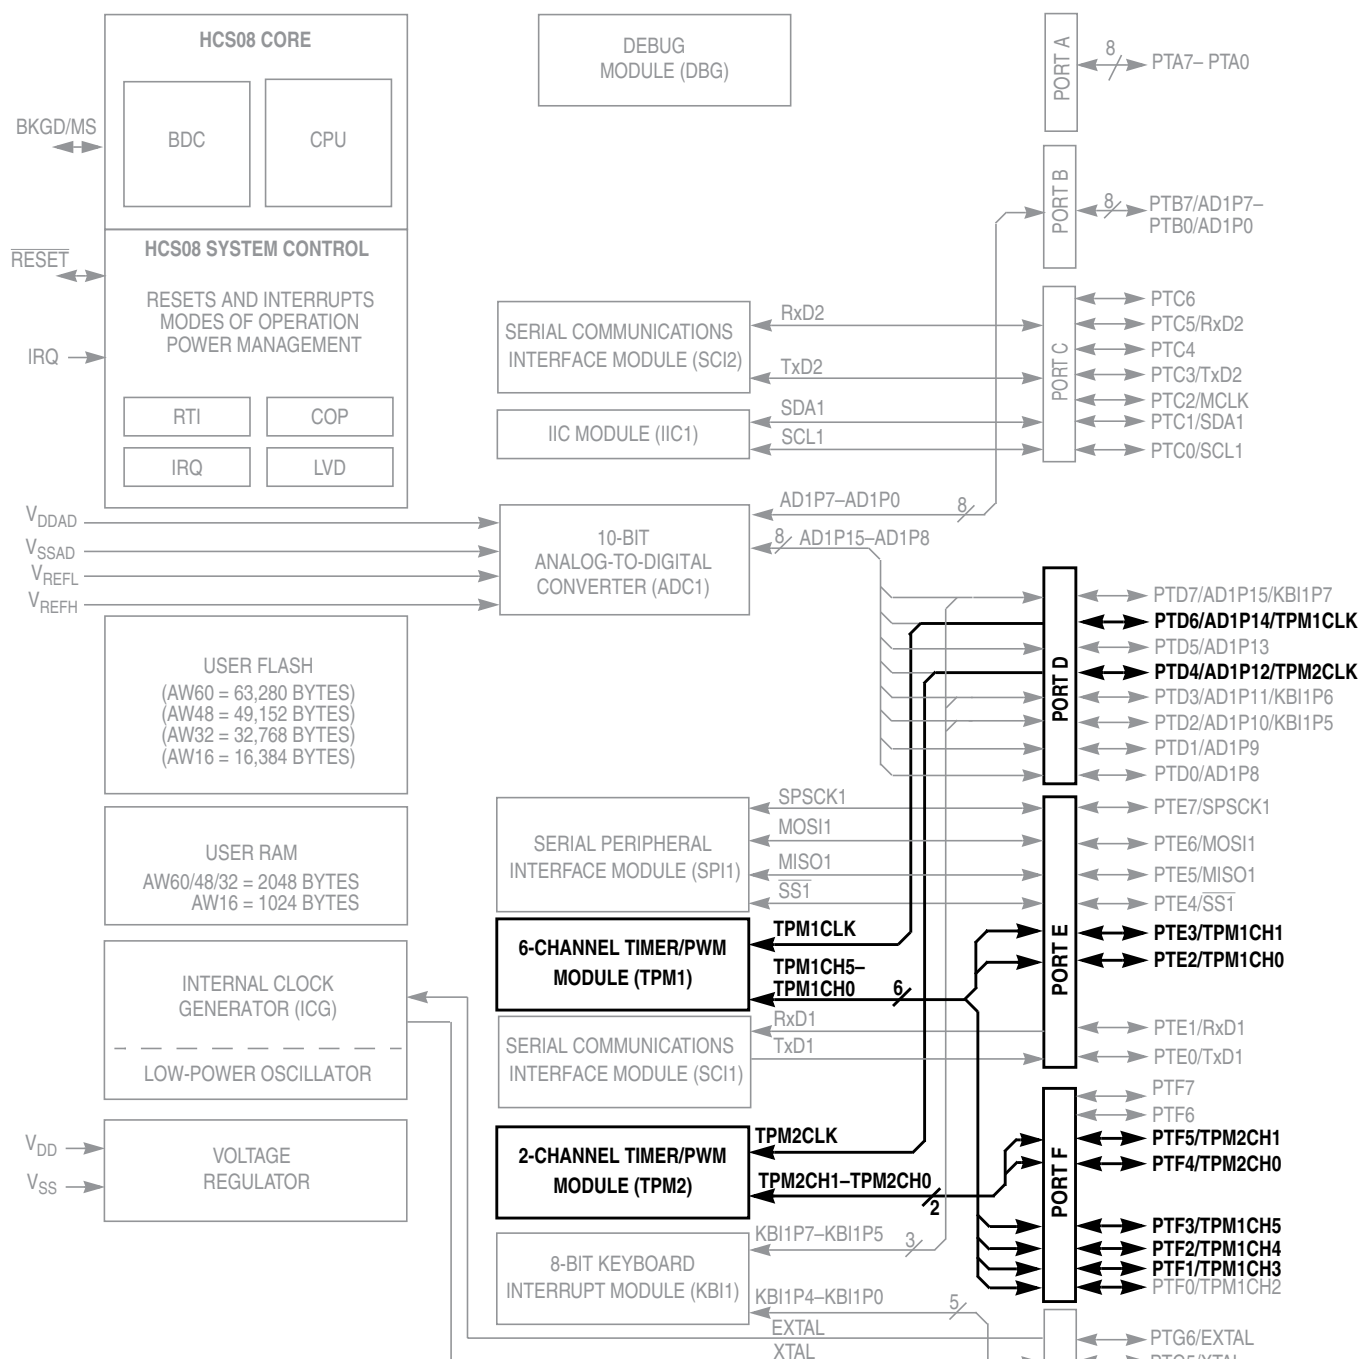 HCS08 CORE
BDC
CPU
BKGD/MS
HCS08 SYSTEM CONTROL
RESET
RESETS AND INTERRUPTS
MODES OF OPERATION
POWER MANAGEMENT
IRQ
RTI
COP
IRQ
LVD
VDDAD
VSSAD
VREFL
VREFH
USER FLASH
(AW60 = 63,280 BYTES)
(AW48 = 49,152 BYTES)
(AW32 = 32,768 BYTES)
(AW16 = 16,384 BYTES)
USER RAM
AW60/48/32 = 2048 BYTES
AW16 = 1024 BYTES
INTERNAL CLOCK
GENERATOR (ICG)
LOW-POWER OSCILLATOR
VDD
VSS
VOLTAGE
REGULATOR
DEBUG
MODULE (DBG)
SERIAL COMMUNICATIONS
INTERFACE MODULE (SCI2)
RxD2
TxD2
IIC MODULE (IIC1)
SDA1
SCL1
10-BIT
ANALOG-TO-DIGITAL
CONVERTER (ADC1)
AD1P7–AD1P0
8
8
AD1P15–AD1P8
SERIAL PERIPHERAL
INTERFACE MODULE (SPI1)
SPSCK1
MOSI1
MISO1
SS1
6-CHANNEL TIMER/PWM
MODULE (TPM1)
TPM1CLK
TPM1CH5–
TPM1CH0
6
SERIAL COMMUNICATIONS
INTERFACE MODULE (SCI1)
RxD1
TxD1
2-CHANNEL TIMER/PWM
MODULE (TPM2)
TPM2CLK
TPM2CH1–TPM2CH0
2
8-BIT KEYBOARD
INTERRUPT MODULE (KBI1)
KBI1P7–KBI1P5
3
KBI1P4–KBI1P0
5
EXTAL
XTAL
PORT A
8
PTA7– PTA0
PORT B
8
PTB7/AD1P7–
PTB0/AD1P0
PORT C
PTC6
PTC5/RxD2
PTC4
PTC3/TxD2
PTC2/MCLK
PTC1/SDA1
PTC0/SCL1
PORT D
PTD7/AD1P15/KBI1P7
PTD6/AD1P14/TPM1CLK
PTD5/AD1P13
PTD4/AD1P12/TPM2CLK
PTD3/AD1P11/KBI1P6
PTD2/AD1P10/KBI1P5
PTD1/AD1P9
PTD0/AD1P8
PORT E
PTE7/SPSCK1
PTE6/MOSI1
PTE5/MISO1
PTE4/SS1
PTE3/TPM1CH1
PTE2/TPM1CH0
PTE1/RxD1
PTE0/TxD1
PORT F
PTF7
PTF6
PTF5/TPM2CH1
PTF4/TPM2CH0
PTF3/TPM1CH5
PTF2/TPM1CH4
PTF1/TPM1CH3
PTF0/TPM1CH2
PTG6/EXTAL
PTG5/XTAL